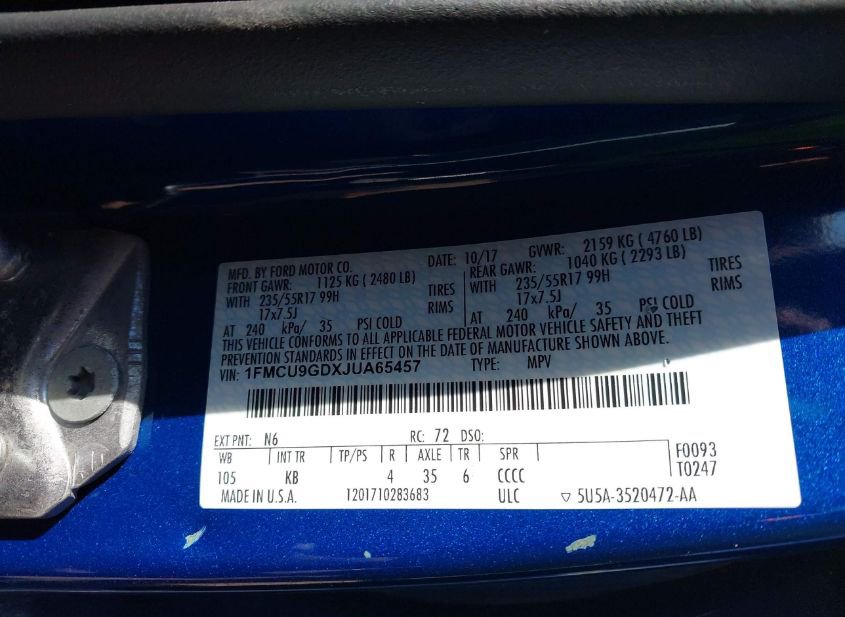 MFD. BY FORD MOTOR CO. DATE: 10/17 GVWR: 2159 KG ( 4760 LB)
FRONT GAWR: 1125 KG ( 2480 LB) REAR GAWR: 1040 KG ( 2293 LB)
WITH 235/55R17 99H TIRES WITH 235/55R17 99H TIRES
17x7.5J RIMS 17x7.5J RIMS
AT 240 kPa/ 35 PSI COLD AT 240 kPa/ 35 PSI COLD
THIS VEHICLE CONFORMS TO ALL APPLICABLE FEDERAL MOTOR VEHICLE SAFETY AND THEFT
PREVENTION STANDARDS IN EFFECT ON THE DATE OF MANUFACTURE SHOWN ABOVE.
VIN: 1FMCU9GDXJUA65457 TYPE: MPV
EXT PNT: N6 RC: 72 DSO:
WB INT TR TP/PS R AXLE TR SPR F0093
105 KB 4 35 6 CCCC T0247
MADE IN U.S.A. 1201710283683 ULC ▽ 5U5A-3520472-AA